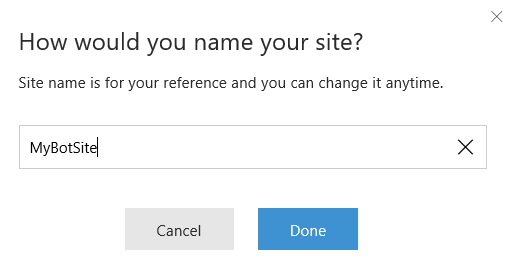 How would you name your site?
Site name is for your reference and you can change it anytime.
MyBotSite
Cancel
Done